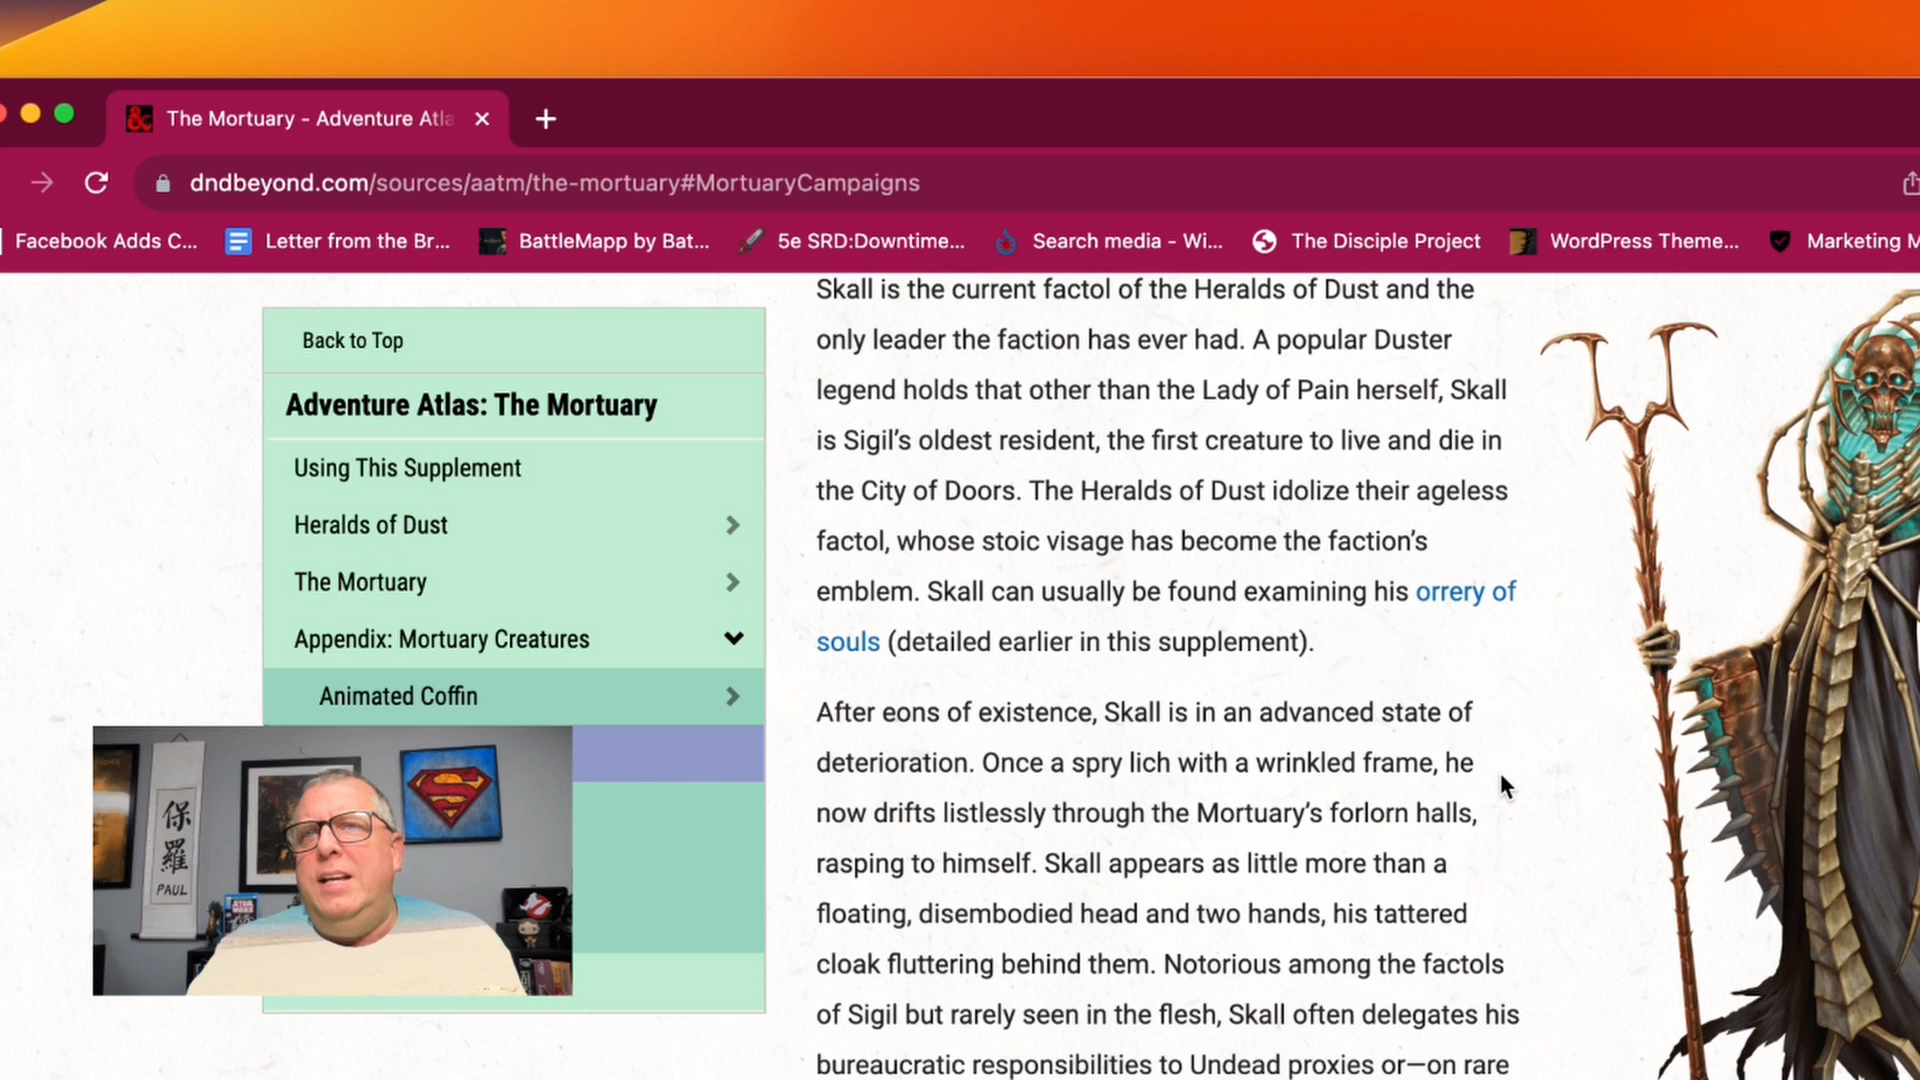 The Mortuary - Adventure Atla
dndbeyond.com/sources/aatm/the-mortuary#MortuaryCampaigns
Facebook Adds C...
Letter from the Br...
BattleMapp by Bat...
5e SRD:Downtime...
Search media - Wi...
The Disciple Project
WordPress Theme...
Marketing M
Back to Top
Adventure Atlas: The Mortuary
Using This Supplement
Heralds of Dust
The Mortuary
Appendix: Mortuary Creatures
Animated Coffin
保
羅
PAUL
STAR
WARS
Skall is the current factol of the Heralds of Dust and the
only leader the faction has ever had. A popular Duster
legend holds that other than the Lady of Pain herself, Skall
is Sigil’s oldest resident, the first creature to live and die in
the City of Doors. The Heralds of Dust idolize their ageless
factol, whose stoic visage has become the faction’s
emblem. Skall can usually be found examining his orrery of
souls (detailed earlier in this supplement).
After eons of existence, Skall is in an advanced state of
deterioration. Once a spry lich with a wrinkled frame, he
now drifts listlessly through the Mortuary’s forlorn halls,
rasping to himself. Skall appears as little more than a
floating, disembodied head and two hands, his tattered
cloak fluttering behind them. Notorious among the factols
of Sigil but rarely seen in the flesh, Skall often delegates his
bureaucratic responsibilities to Undead proxies or—on rare